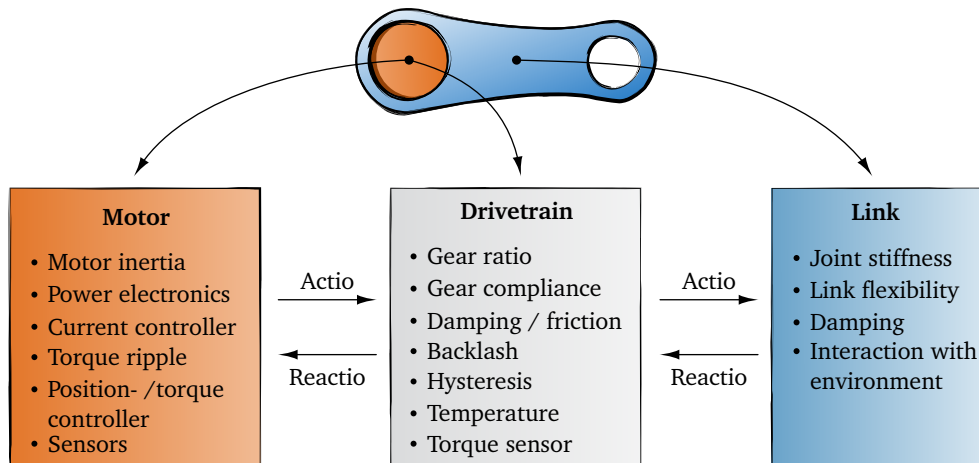 Motor
• Motor inertia
• Power electronics
• Current controller
• Torque ripple
• Position- /torque
controller
• Sensors
Actio
Reactio
Drivetrain
• Gear ratio
• Gear compliance
• Damping / friction
• Backlash
• Hysteresis
• Temperature
• Torque sensor
Actio
Reactio
Link
• Joint stiffness
• Link flexibility
• Damping
• Interaction with
environment